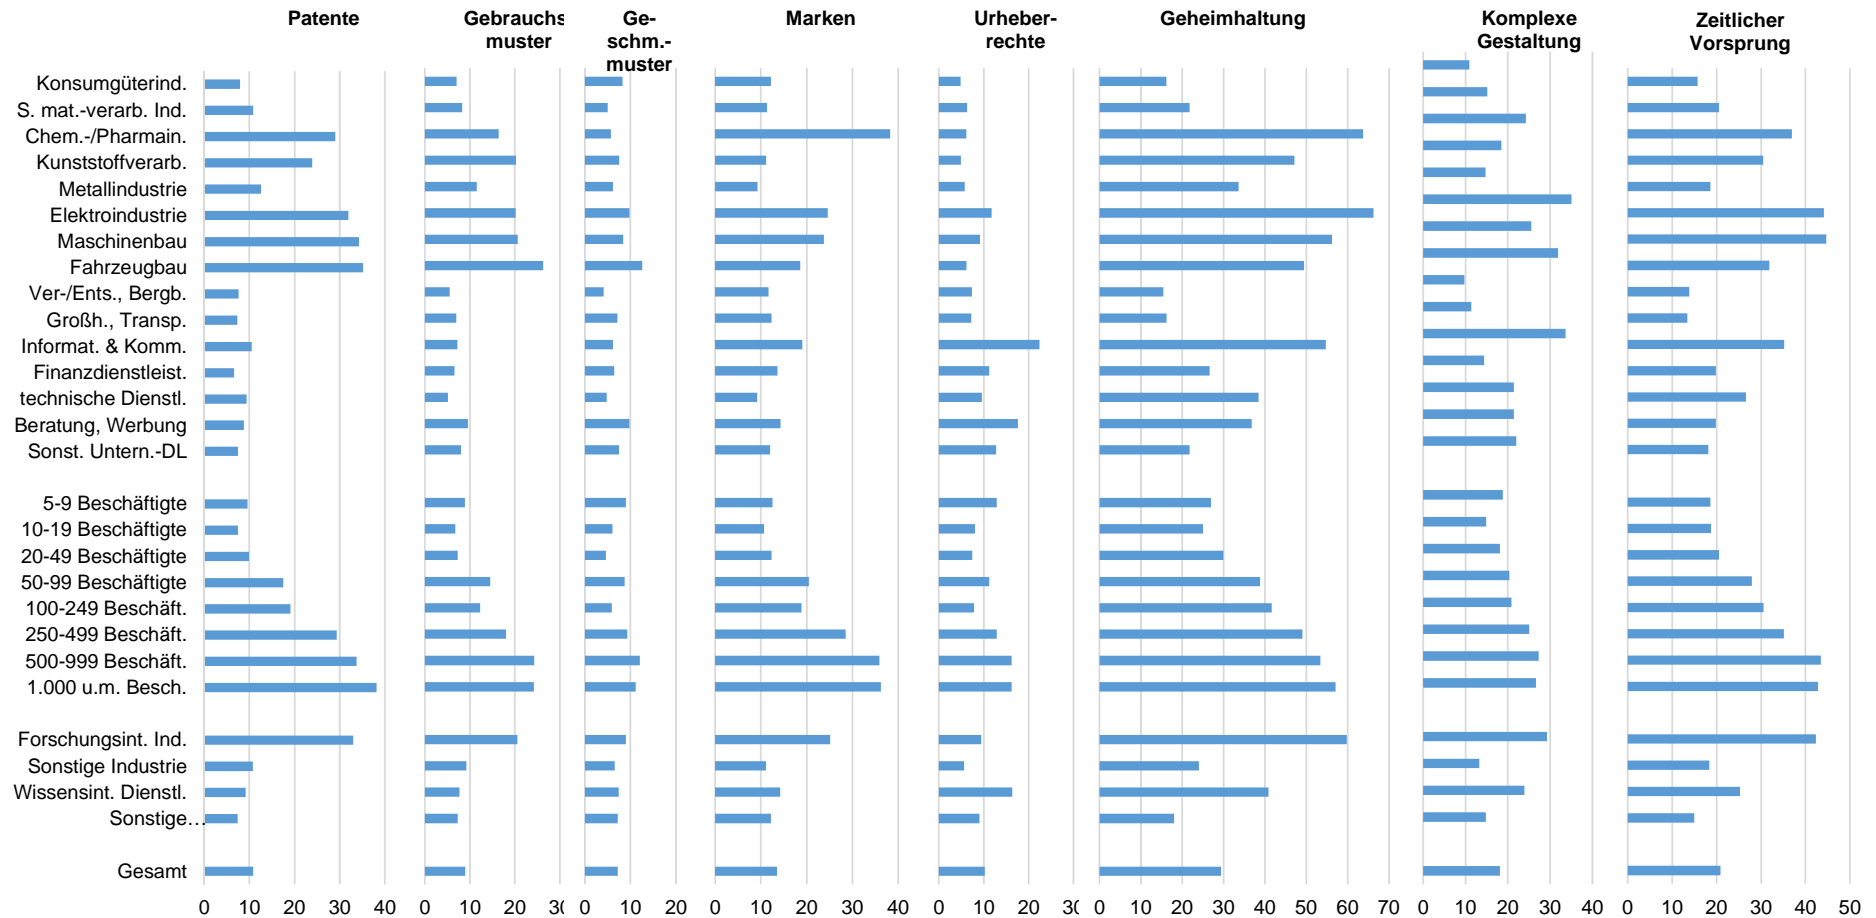 Patente
Gebrauchs
muster
Ge-
schm.-
muster
Marken
Urheber-
rechte
Geheimhaltung
Komplexe
Gestaltung
Zeitlicher
Vorsprung
Konsumgüterind.
S. mat.-verarb. Ind.
Chem.-/Pharmain.
Kunststoffverarb.
Metallindustrie
Elektroindustrie
Maschinenbau
Fahrzeugbau
Ver-/Ents., Bergb.
Großh., Transp.
Informat. & Komm.
Finanzdienstleist.
technische Dienstl.
Beratung, Werbung
Sonst. Untern.-DL
5-9 Beschäftigte
10-19 Beschäftigte
20-49 Beschäftigte
50-99 Beschäftigte
100-249 Beschäft.
250-499 Beschäft.
500-999 Beschäft.
1.000 u.m. Besch.
Forschungsint. Ind.
Sonstige Industrie
Wissensint. Dienstl.
Sonstige…
Gesamt
0 10 20 30 40
0 10 20 3
0 10 20
0 10 20 30 40
0 10 20 3
0 10 20 30 40 50 60 70
0 10 20 30 40
0 10 20 30 40 50